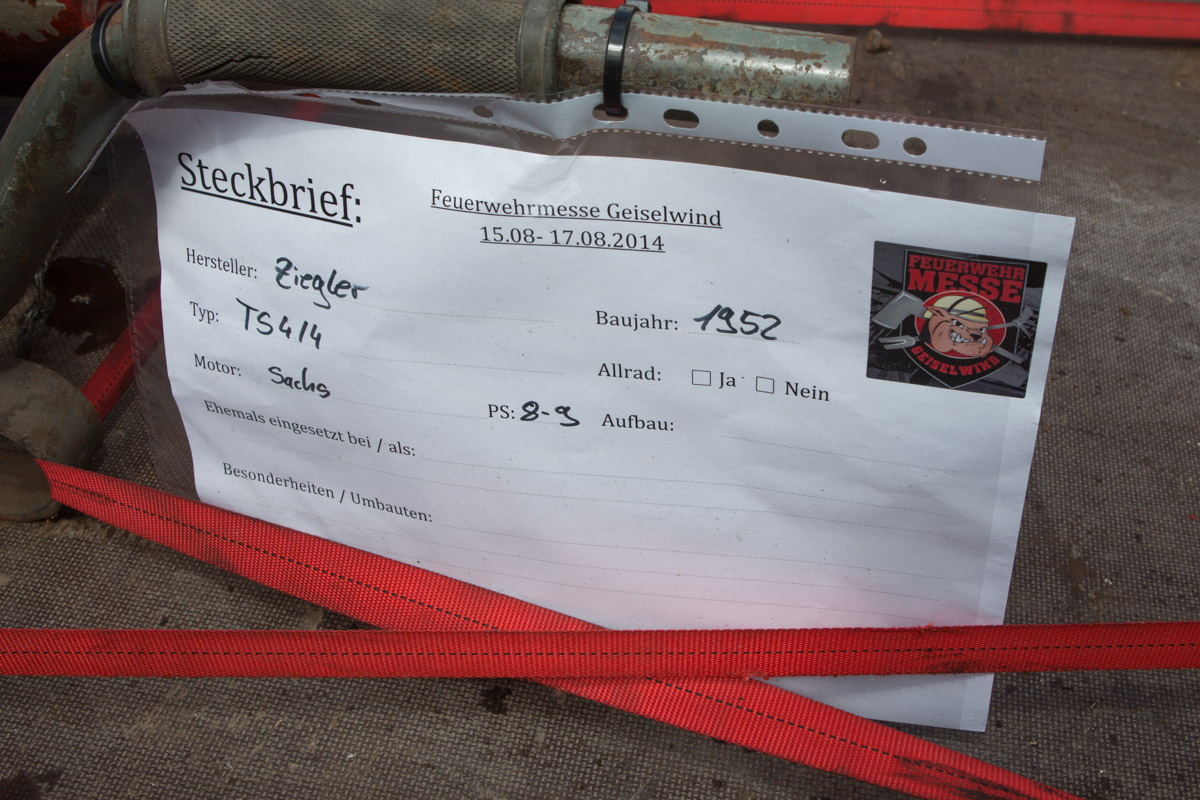 Steckbrief:
Feuerwehrmesse Geiselwind
15.08- 17.08.2014
FEUERWEHR
MESSE
GEISELWIND
Hersteller: Ziegler
Baujahr: 1952
Typ: TS4/4
Allrad: Ja Nein
Motor: Sachs
PS: 8-9 Aufbau:
Ehemals eingesetzt bei / als:
Besonderheiten / Umbauten: